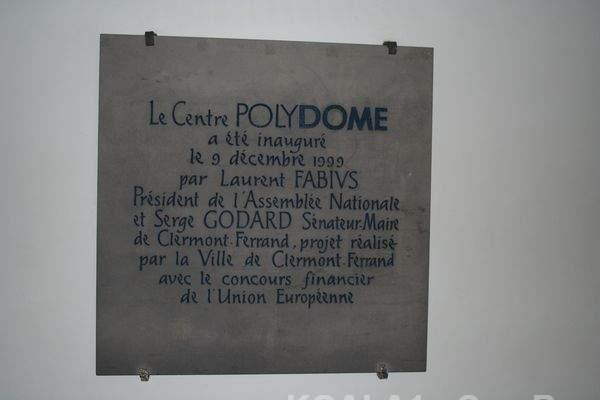 Le Centre POLYDOME
a été inauguré
le 9 décembre 1999
par Laurent FABIVS
Président de l'Assemblée Nationale
et Serge GODARD Sénateur-Maire
de Clermont-Ferrand, projet réalisé
par la Ville de Clermont-Ferrand
avec le concours financier
de l'Union Européenne